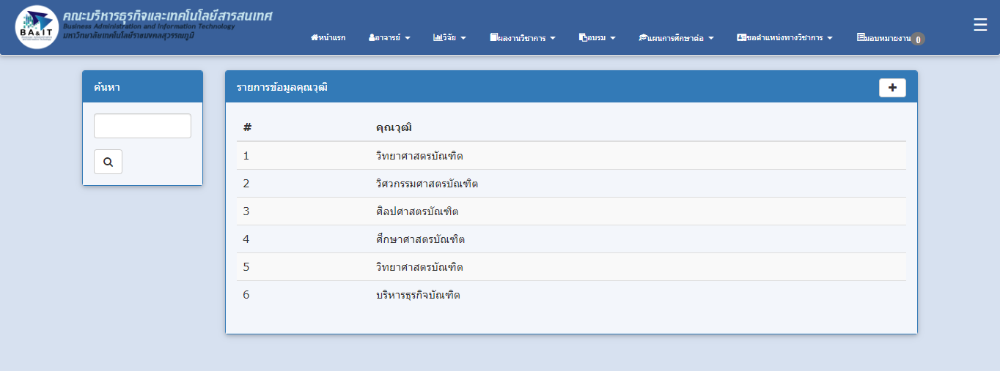 BA&IT
คณะบริหารธุรกิจและเทคโนโลยีสารสนเทศ
Business Administration and Information Technology
มหาวิทยาลัยเทคโนโลยีราชมงคลสุวรรณภูมิ
หน้าแรก อาจารย์ วิจัย ผลงานวิชาการ อบรม แผนการศึกษาต่อ ขอตำแหน่งทางวิชาการ มอบหมายงาน 0
ค้นหา
รายการข้อมูลคุณวุฒิ
# คุณวุฒิ
1 วิทยาศาสตรบัณฑิต
2 วิศวกรรมศาสตรบัณฑิต
3 ศิลปศาสตรบัณฑิต
4 ศึกษาศาสตรบัณฑิต
5 วิทยาศาสตรบัณฑิต
6 บริหารธุรกิจบัณฑิต